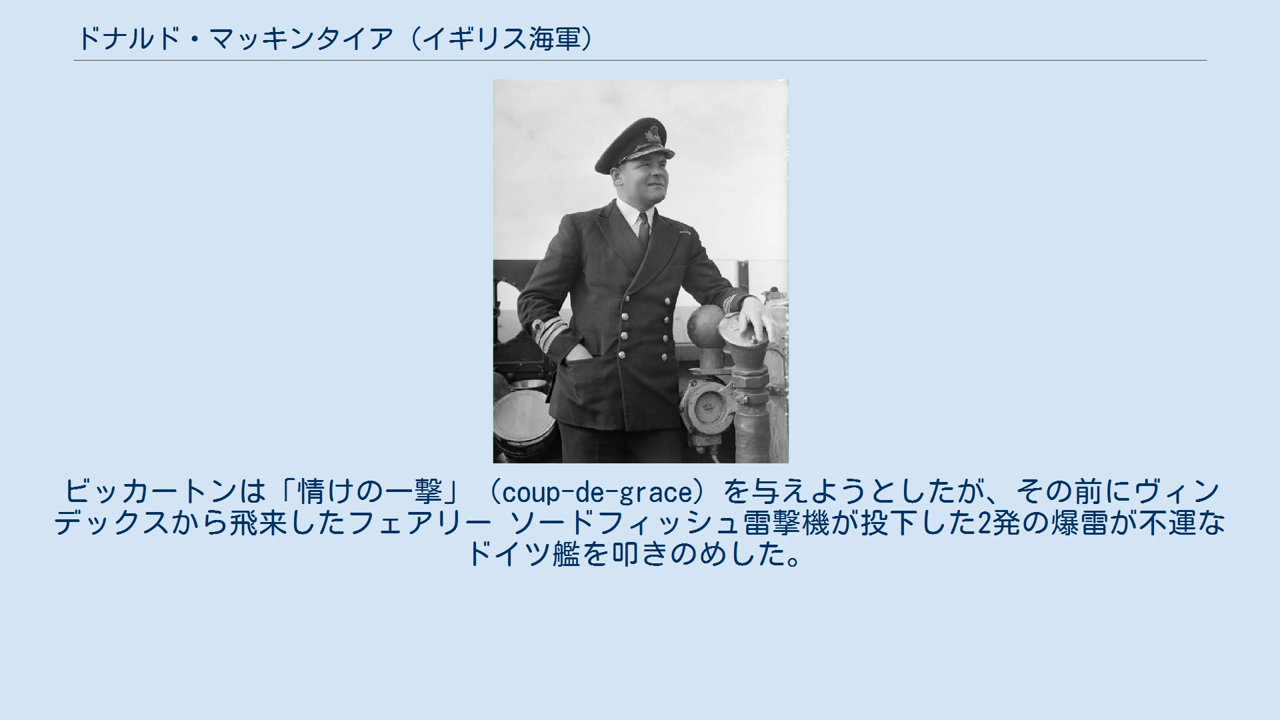 ドナルド・マッキンタイア（イギリス海軍）
ビッカートンは「情けの一撃」（coup-de-grace）を与えようとしたが、その前にヴィン
デックスから飛来したフェアリー ソードフィッシュ雷撃機が投下した2発の爆雷が不運な
ドイツ艦を叩きのめした。